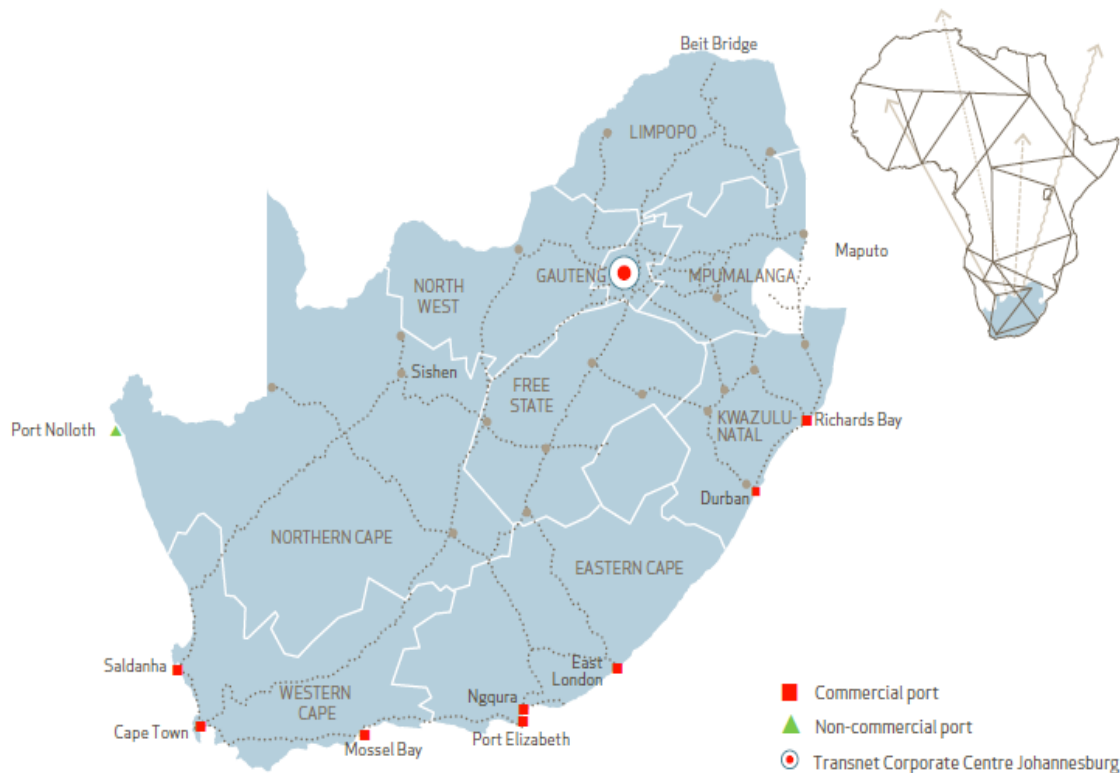 Beit Bridge
LIMPOPO
Maputo
GAUTENG
MPUMALANGA
NORTH
WEST
Sishen
FREE
STATE
KWAZULU-
NATAL
Richards Bay
Port Nolloth
Durban
NORTHERN CAPE
EASTERN CAPE
Saldanha
East
London
WESTERN
CAPE
Ngqura
Cape Town
Port Elizabeth
Mossel Bay
Commercial port
Non-commercial port
Transnet Corporate Centre Johannesburg